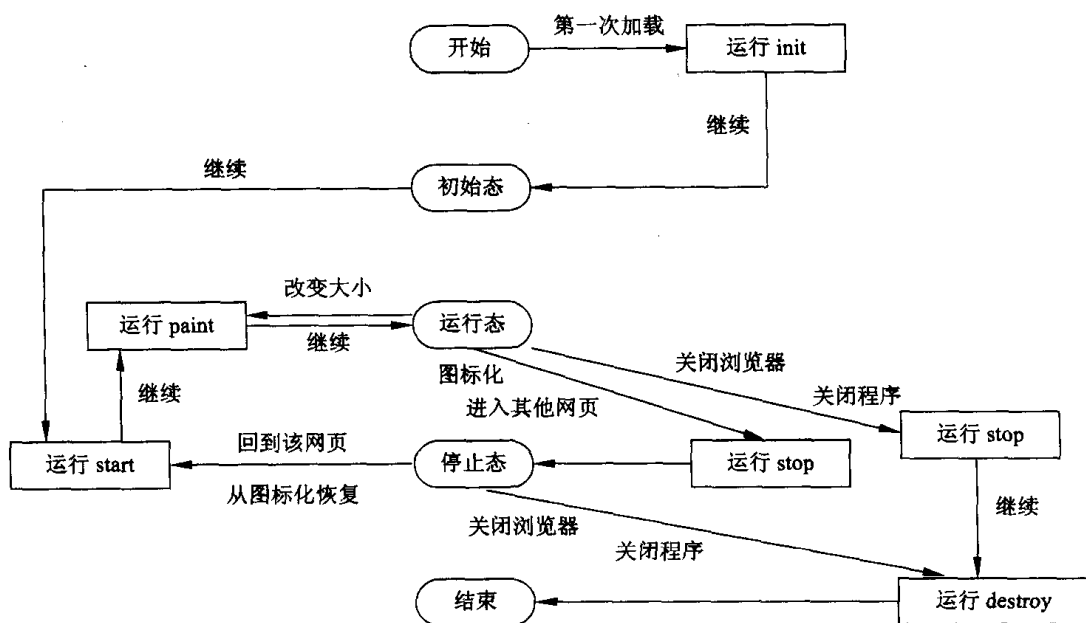 开始
第一次加载
运行 init
继续
继续
初始态
改变大小
运行 paint
继续
运行态
关闭浏览器
图标化
继续
进入其他网页
关闭程序
运行 stop
回到该网页
运行 start
停止态
运行 stop
从图标化恢复
继续
关闭浏览器
关闭程序
结束
运行 destroy